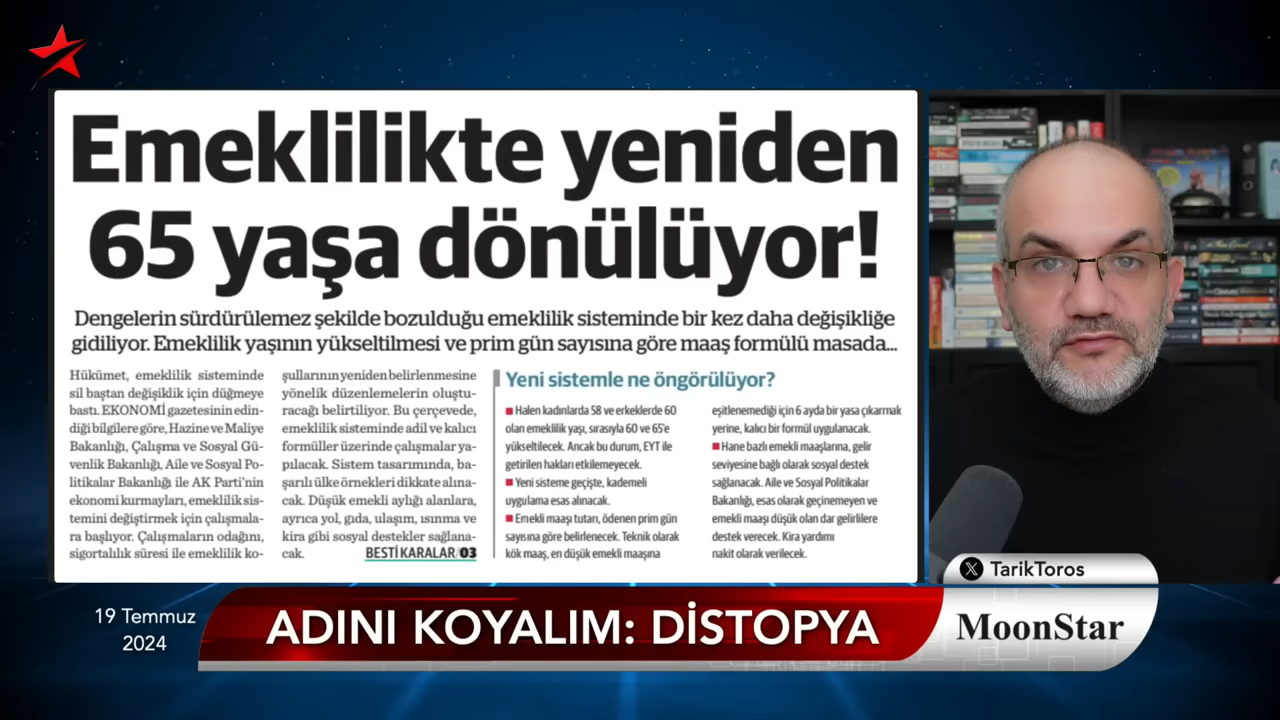 Emeklilikte yeniden
65 yaşa dönülüyor!
Dengelerin sürdürülemez şekilde bozulduğu emeklilik sisteminde bir kez daha değişikliğe
gidiliyor. Emeklilik yaşının yükseltilmesi ve prim gün sayısına göre maaş formülü masada...
Hükümet, emeklilik sisteminde
sil baştan değişiklik için düğmeye
bastı. EKONOMİ gazetesinin edin-
diği bilgilere göre, Hazine ve Maliye
Bakanlığı, Çalışma ve Sosyal Gü-
venlik Bakanlığı, Aile ve Sosyal Po-
litikalar Bakanlığı ile AK Parti'nin
ekonomi kurmayları, emeklilik sis-
temini değiştirmek için çalışmala-
ra başlıyor. Çalışmaların odağını,
sigortalılık süresi ile emeklilik ko-
şullarının yeniden belirlenmesine
yönelik düzenlemelerin oluştu-
racağı belirtiliyor. Bu çerçevede,
emeklilik sisteminde adil ve kalıcı
formüller üzerinde çalışmalar ya-
pılacak. Sistem tasarımında, ba-
şarılı ülke örnekleri dikkate alına-
cak. Düşük emekli aylığı alanlara,
ayrıca yol, gıda, ulaşım, ısınma ve
kira gibi sosyal destekler sağlana-
cak.
BESTİ KARALAR/03
Yeni sistemle ne öngörülüyor?
Halen kadınlarda 58 ve erkeklerde 60
olan emeklilik yaşı, sırasıyla 60 ve 65'e
yükseltilecek. Ancak bu durum, EYT ile
getirilen hakları etkilemeyecek.
Yeni sisteme geçişte, kademeli
uygulama esas alınacak.
Emekli maaşı tutarı, ödenen prim gün
sayısına göre belirlenecek. Teknik olarak
kök maaş, en düşük emekli maaşına
eşitlenemediği için 6 ayda bir yasa çıkarmak
yerine, kalıcı bir formül uygulanacak.
Hane bazlı emekli maaşlarına, gelir
seviyesine bağlı olarak sosyal destek
sağlanacak. Aile ve Sosyal Politikalar
Bakanlığı, esas olarak geçinemeyen ve
emekli maaşı düşük olan dar gelirlilere
destek verecek. Kira yardımı
nakit olarak verilecek.
X TarikToros
19 Temmuz
2024
ADINI KOYALIM: DİSTOPYA
MoonStar